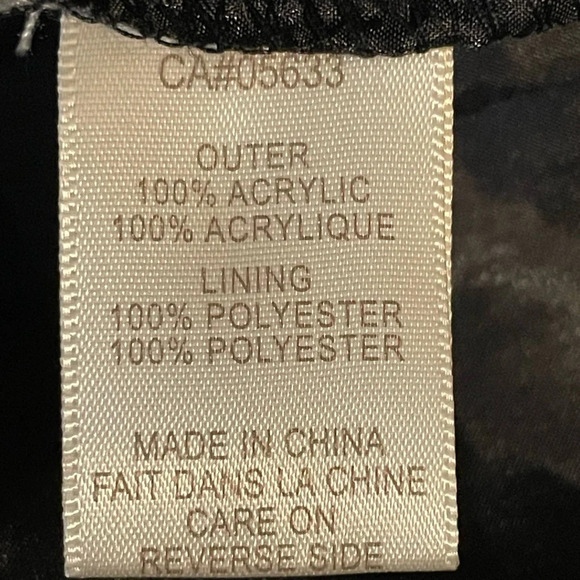 CA#05633
OUTER
100% ACRYLIC
100% ACRYLIQUE
LINING
100% POLYESTER
100% POLYESTER
MADE IN CHINA
FAIT DANS LA CHINE
CARE ON
REVERSE SIDE